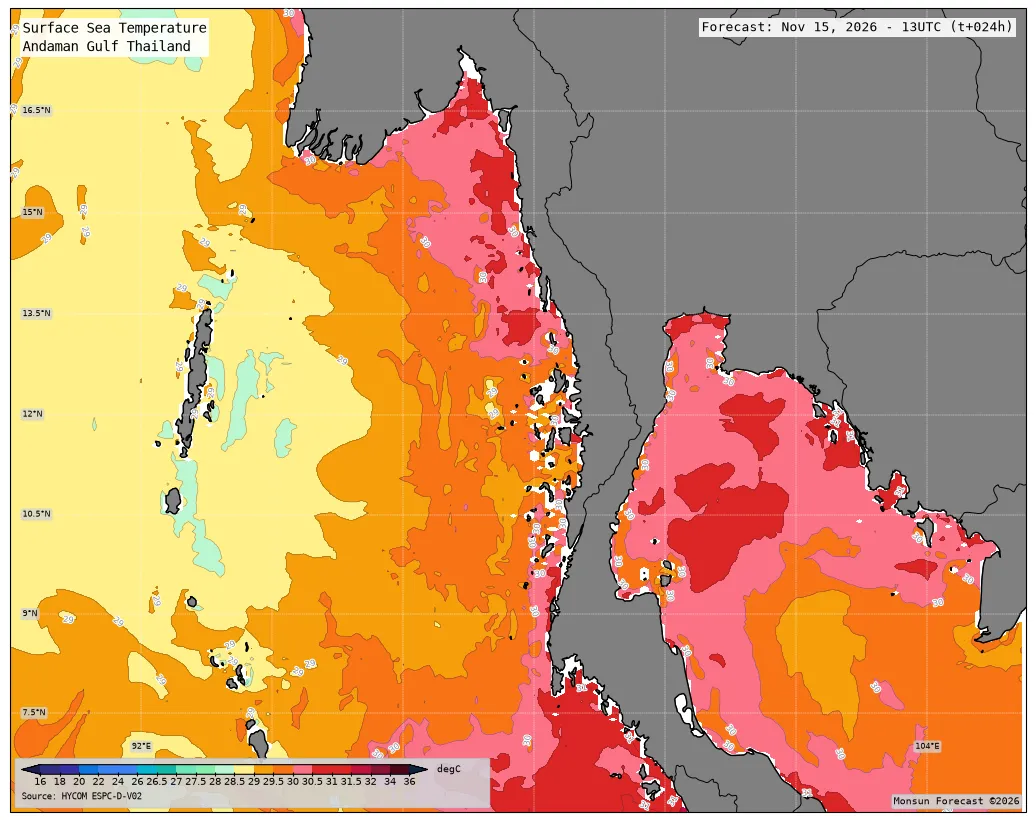 Surface Sea Temperature
Andaman Gulf Thailand
Forecast: Nov 15, 2026 - 13UTC (t+024h)
16.5°N
15°N
13.5°N
12°N
10.5°N
9°N
7.5°N
92°E
104°E
degC
16 18 20 22 24 26 26.5 27 27.5 28 28.5 29 29.5 30 30.5 31 31.5 32 34 36
Source: HYCOM ESPC-D-V02
Monsun Forecast ©2026